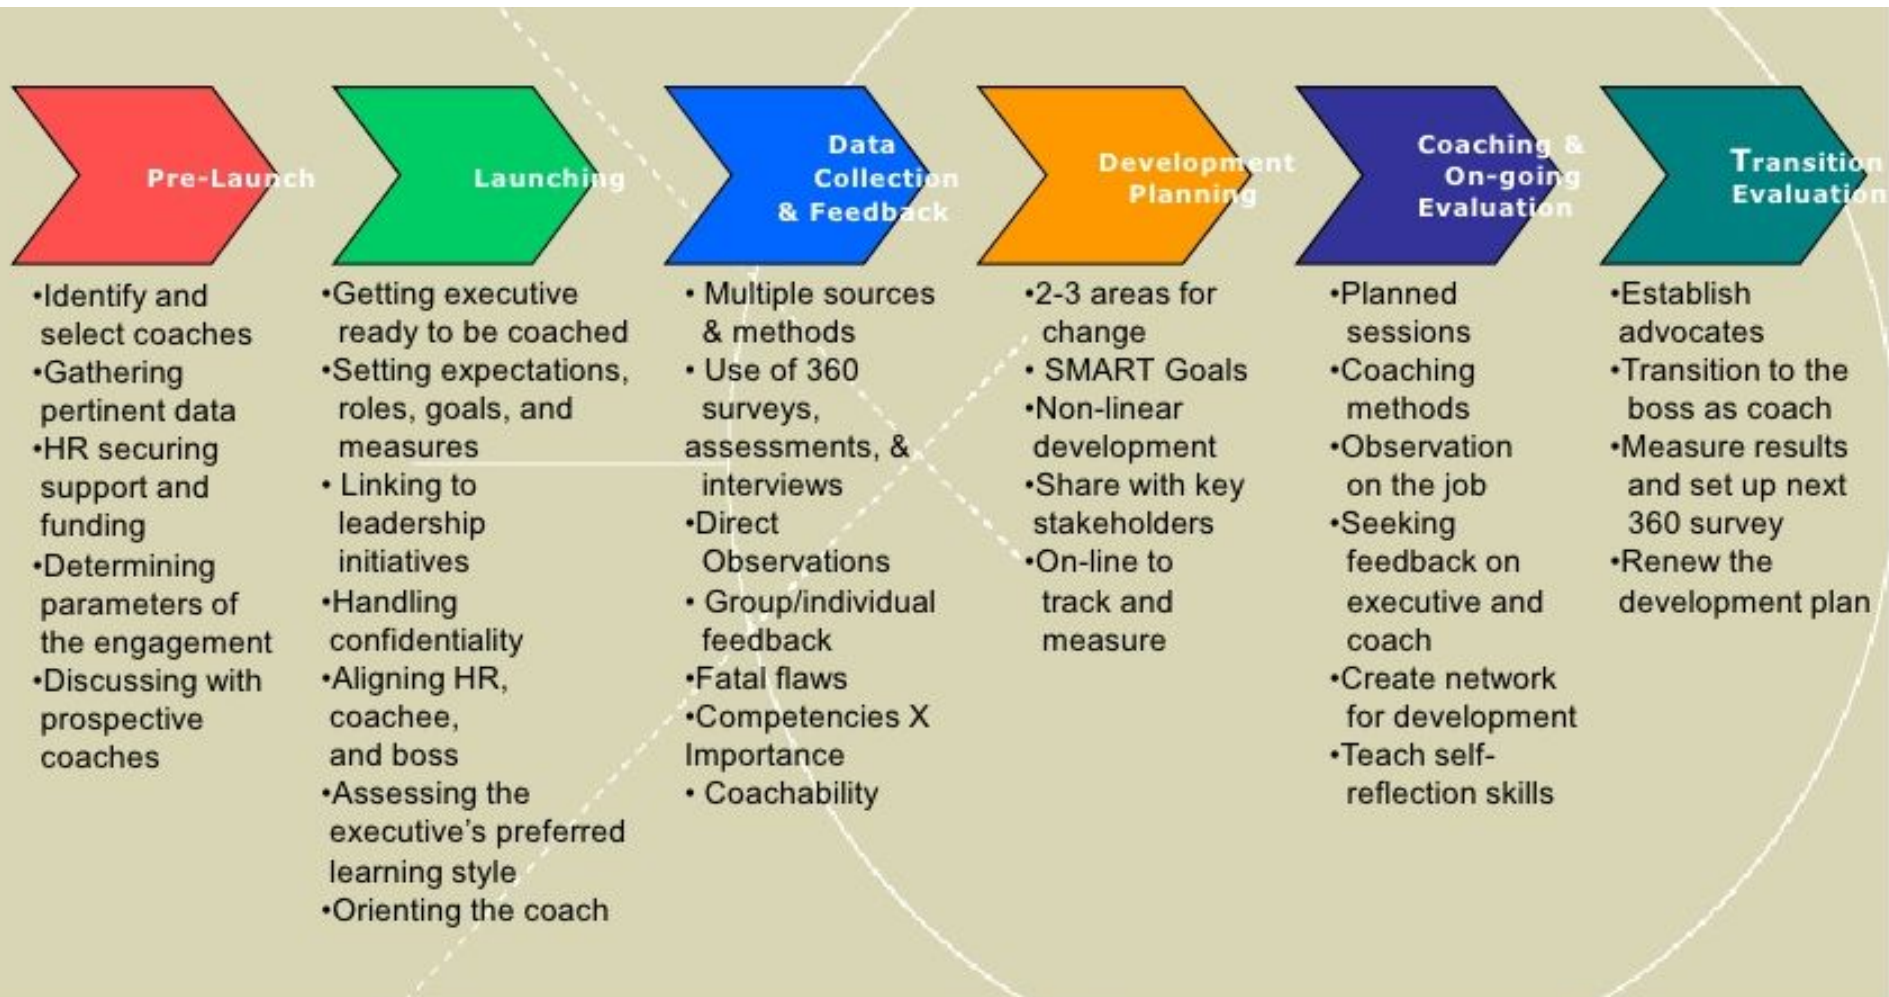 Pre-Launch
•Identify and
select coaches
•Gathering
pertinent data
•HR securing
support and
funding
•Determining
parameters of
the engagement
•Discussing with
prospective
coaches
Launching
•Getting executive
ready to be coached
•Setting expectations,
roles, goals, and
measures
• Linking to
leadership
initiatives
•Handling
confidentiality
•Aligning HR,
coachee,
and boss
•Assessing the
executive’s preferred
learning style
•Orienting the coach
Data
Collection
& Feedback
• Multiple sources
& methods
• Use of 360
surveys,
assessments, &
interviews
•Direct
Observations
• Group/individual
feedback
•Fatal flaws
•Competencies X
Importance
• Coachability
Development
Planning
•2-3 areas for
change
• SMART Goals
•Non-linear
development
•Share with key
stakeholders
•On-line to
track and
measure
Coaching &
On-going
Evaluation
•Planned
sessions
•Coaching
methods
•Observation
on the job
•Seeking
feedback on
executive and
coach
•Create network
for development
•Teach self-
reflection skills
Transition
Evaluation
•Establish
advocates
•Transition to the
boss as coach
•Measure results
and set up next
360 survey
•Renew the
development plan